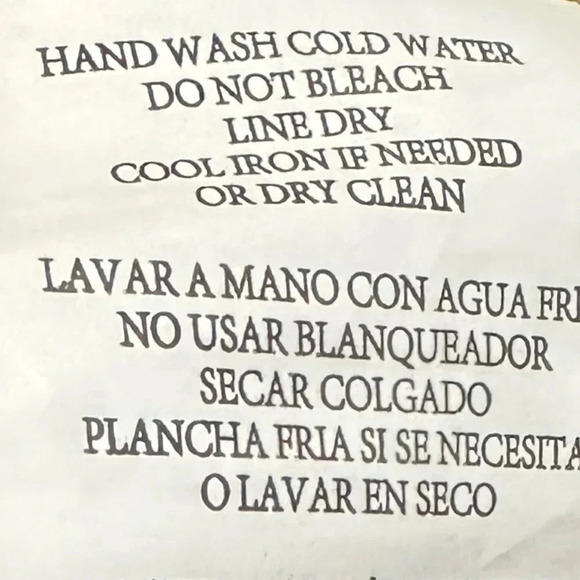 HAND WASH COLD WATER
DO NOT BLEACH
LINE DRY
COOL IRON IF NEEDED
OR DRY CLEAN
LAVAR A MANO CON AGUA FRI
NO USAR BLANQUEADOR
SECAR COLGADO
PLANCHA FRIA SI SE NECESITA
O LAVAR EN SECO